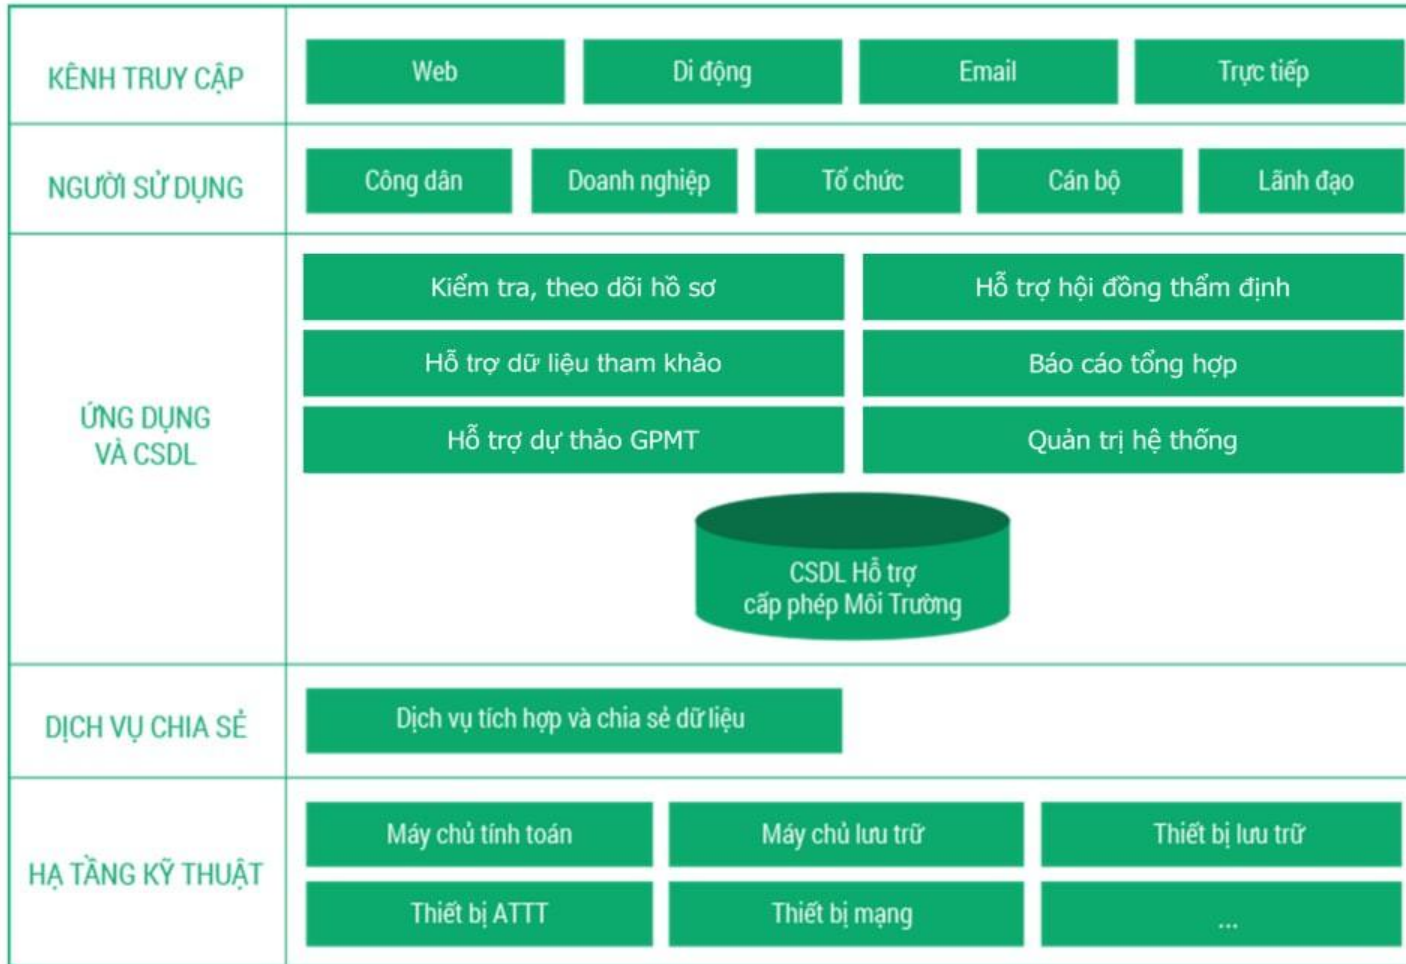 KÊNH TRUY CẬP
Web
Di động
Email
Trực tiếp
NGƯỜI SỬ DỤNG
Công dân
Doanh nghiệp
Tổ chức
Cán bộ
Lãnh đạo
ỨNG DỤNG
VÀ CSDL
Kiểm tra, theo dõi hồ sơ
Hỗ trợ hội đồng thẩm định
Hỗ trợ dữ liệu tham khảo
Báo cáo tổng hợp
Hỗ trợ dự thảo GPMT
Quản trị hệ thống
CSDL Hỗ trợ
cấp phép Môi Trường
DỊCH VỤ CHIA SẺ
Dịch vụ tích hợp và chia sẻ dữ liệu
HẠ TẦNG KỸ THUẬT
Máy chủ tính toán
Máy chủ lưu trữ
Thiết bị lưu trữ
Thiết bị ATTT
Thiết bị mạng
...